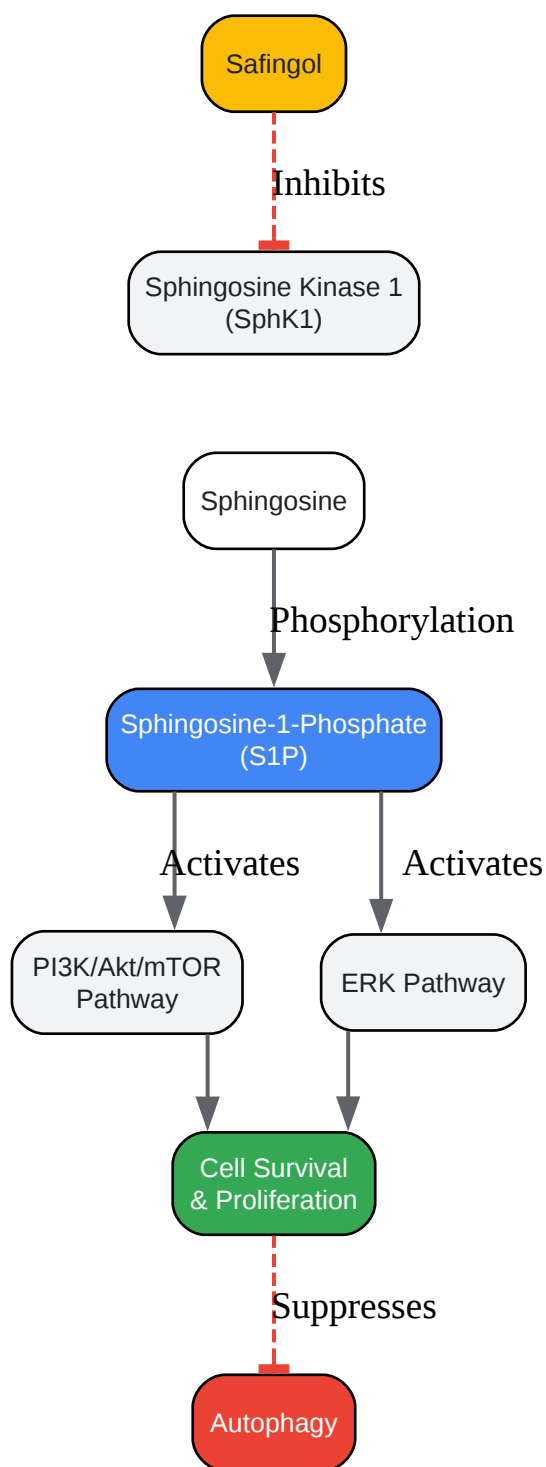 Safingol
Inhibits
Sphingosine Kinase 1
(SphK1)
Sphingosine
Phosphorylation
Sphingosine-1-Phosphate
(S1P)
Activates
Activates
PI3K/Akt/mTOR
Pathway
ERK Pathway
Cell Survival
& Proliferation
Suppresses
Autophagy